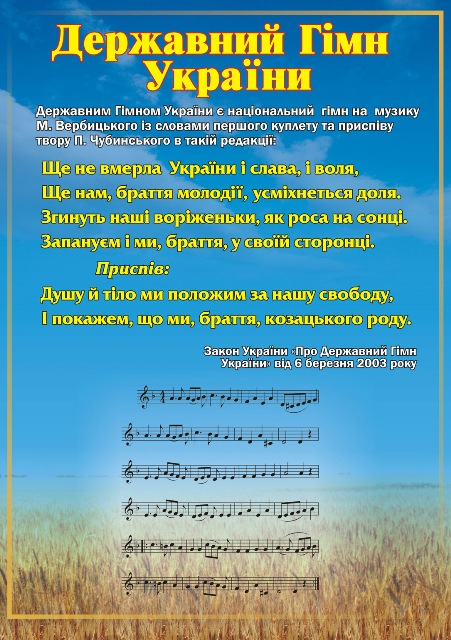 Державний Гімн
України
Державним Гімном України є національний гімн на музику
М. Вербицького із словами першого куплету та приспіву
твору П. Чубинського в такій редакції:
Ще не вмерла України і слава, і воля,
Ще нам, браття молодії, усміхнеться доля.
Згинуть наші воріженьки, як роса на сонці.
Запануєм і ми, браття, у своїй сторонці.
Приспів:
Душу й тіло ми положим за нашу свободу,
І покажем, що ми, браття, козацького роду.
Закон України «Про Державний Гімн
України» від 6 березня 2003 року